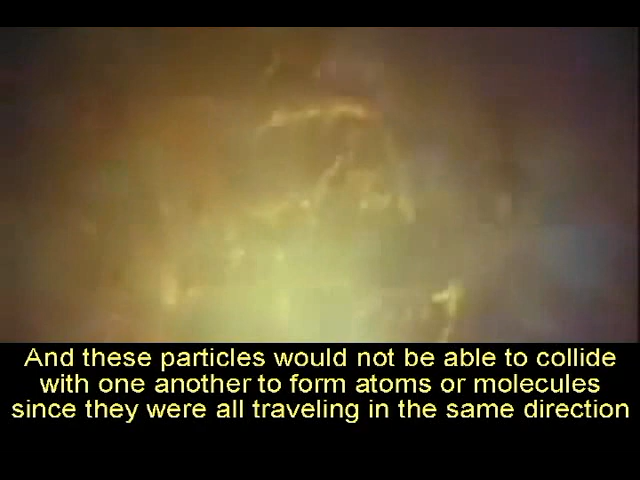 And these particles would not be able to collide
with one another to form atoms or molecules
since they were all traveling in the same direction